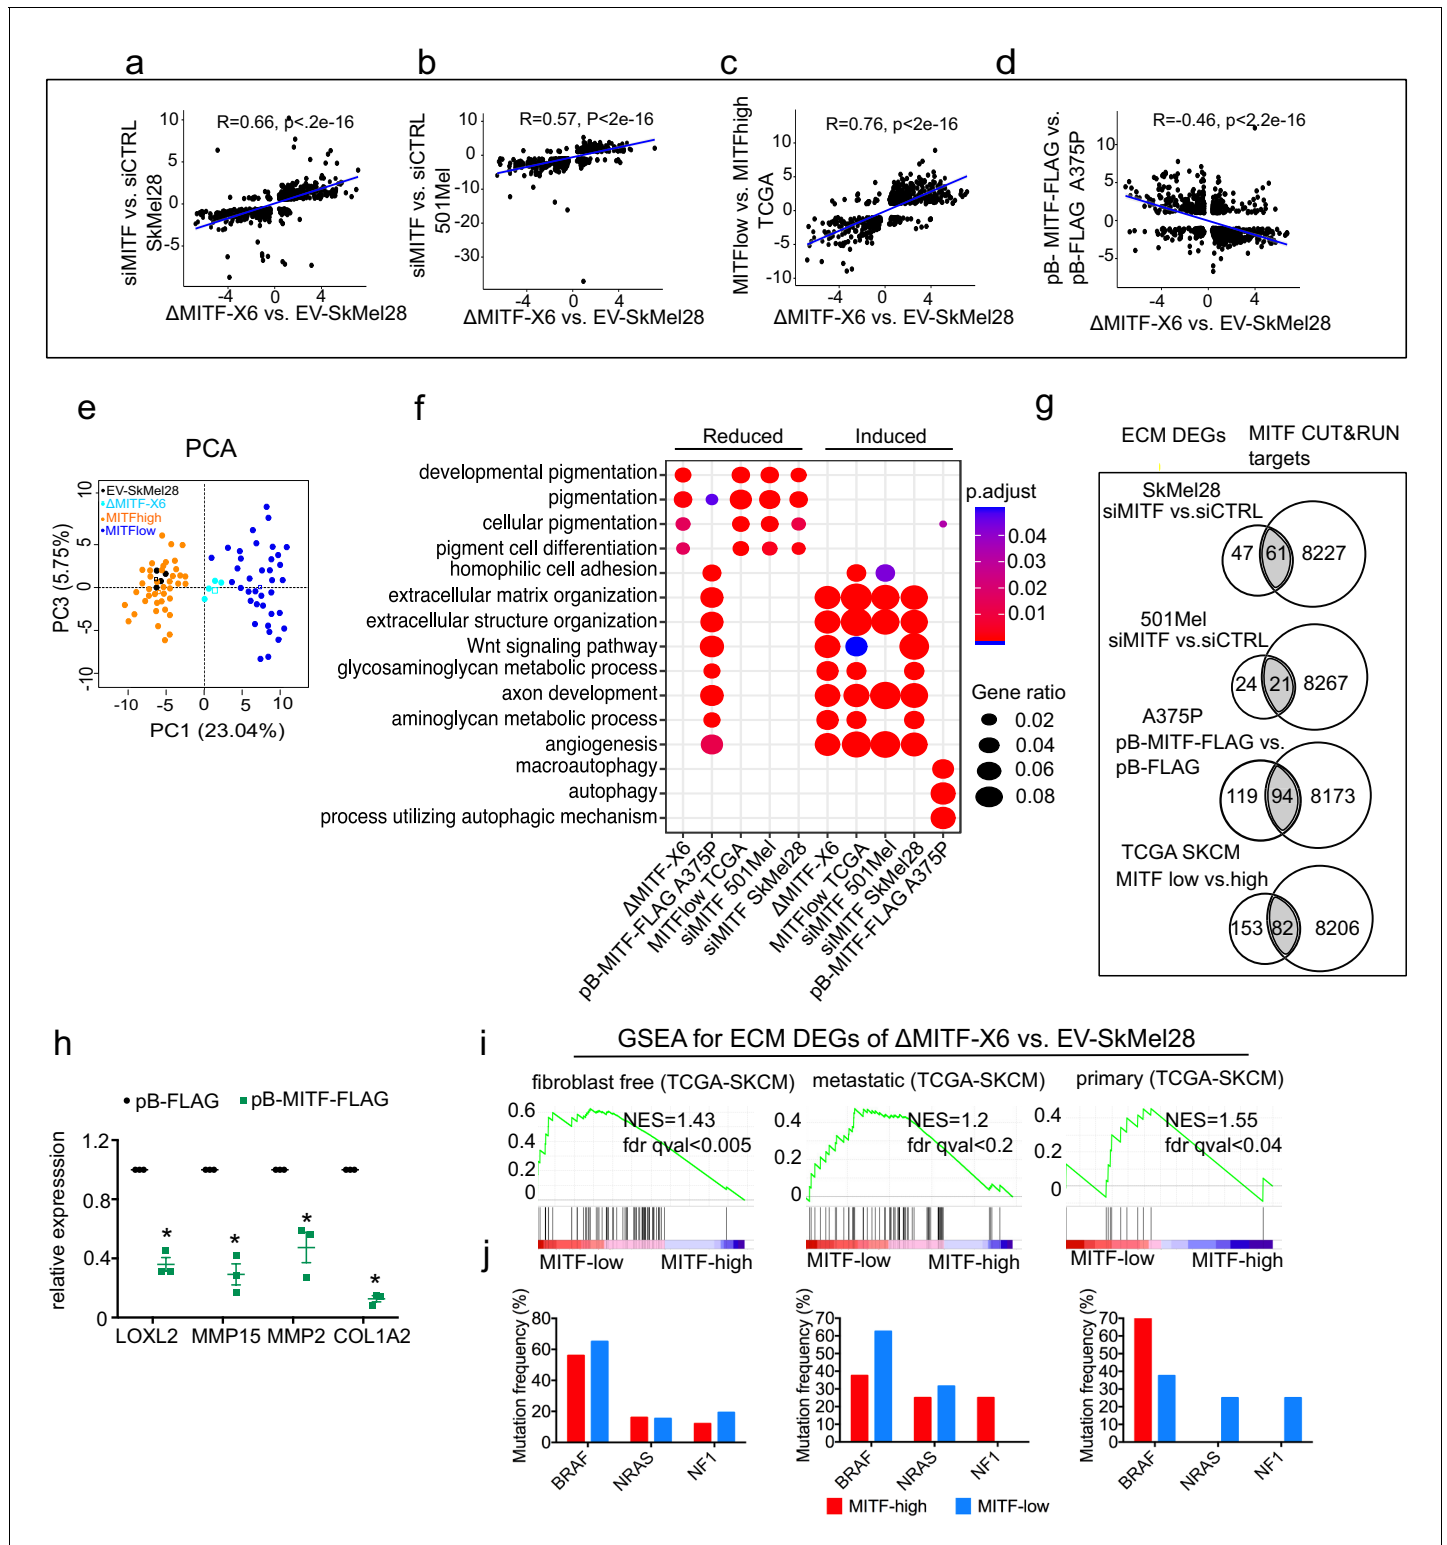 a
b
c
d
siMITF vs. siCTRL
SkMel28
10
5
0
-5
R=0.66, p<.2e-16
-4 0 4
ΔMITF-X6 vs. EV-SkMel28
siMITF vs. siCTRL
501Mel
10
0
-10
-20
-30
R=0.57, P<2e-16
-4 0 4
ΔMITF-X6 vs. EV-SkMel28
MITFlow vs. MITFhigh
TCGA
10
5
0
-5
-10
R=0.76, p<2e-16
-4 0 4
ΔMITF-X6 vs. EV-SkMel28
pB- MITF-FLAG vs.
pB-FLAG A375P
10
5
0
-5
R=-0.46, p<2.2e-16
-4 0 4
ΔMITF-X6 vs. EV-SkMel28
e
PCA
PC3 (5.75%)
10
5
0
-5
-10
EV-SkMel28
ΔMITF-X6
MITFhigh
MITFlow
-10 -5 0 5 10
PC1 (23.04%)
f
Reduced Induced
developmental pigmentation
pigmentation
cellular pigmentation
pigment cell differentiation
homophilic cell adhesion
extracellular matrix organization
extracellular structure organization
Wnt signaling pathway
glycosaminoglycan metabolic process
axon development
aminoglycan metabolic process
angiogenesis
macroautophagy
autophagy
process utilizing autophagic mechanism
ΔMITF-X6
pB-MITF-FLAG A375P
MITFlow TCGA
siMITF 501Mel
siMITF SkMel28
ΔMITF-X6
MITFlow TCGA
siMITF 501Mel
siMITF SkMel28
pB-MITF-FLAG A375P
p.adjust
0.04
0.03
0.02
0.01
Gene ratio
0.02
0.04
0.06
0.08
g
ECM DEGs
MITF CUT&RUN
targets
SkMel28
siMITF vs.siCTRL
47 61 8227
501Mel
siMITF vs.siCTRL
24 21 8267
A375P
pB-MITF-FLAG vs.
pB-FLAG
119 94 8173
TCGA SKCM
MITF low vs.high
153 82 8206
h
pB-FLAG pB-MITF-FLAG
relative expresssion
1.2
0.8
0.4
0
*
*
*
*
LOXL2 MMP15 MMP2 COL1A2
i
GSEA for ECM DEGs of ΔMITF-X6 vs. EV-SkMel28
fibroblast free (TCGA-SKCM)
0.6
0.4
0.2
0
NES=1.43
fdr qval<0.005
MITF-low MITF-high
metastatic (TCGA-SKCM)
0.4
0.2
0
NES=1.2
fdr qval<0.2
MITF-low MITF-high
primary (TCGA-SKCM)
0.4
0.2
0
NES=1.55
fdr qval<0.04
MITF-low MITF-high
j
Mutation frequency (%)
80
60
40
20
0
BRAF NRAS NF1
Mutation frequency (%)
70
60
50
40
30
20
10
0
BRAF NRAS NF1
Mutation frequency (%)
70
60
50
40
30
20
10
0
BRAF NRAS NF1
MITF-high MITF-low